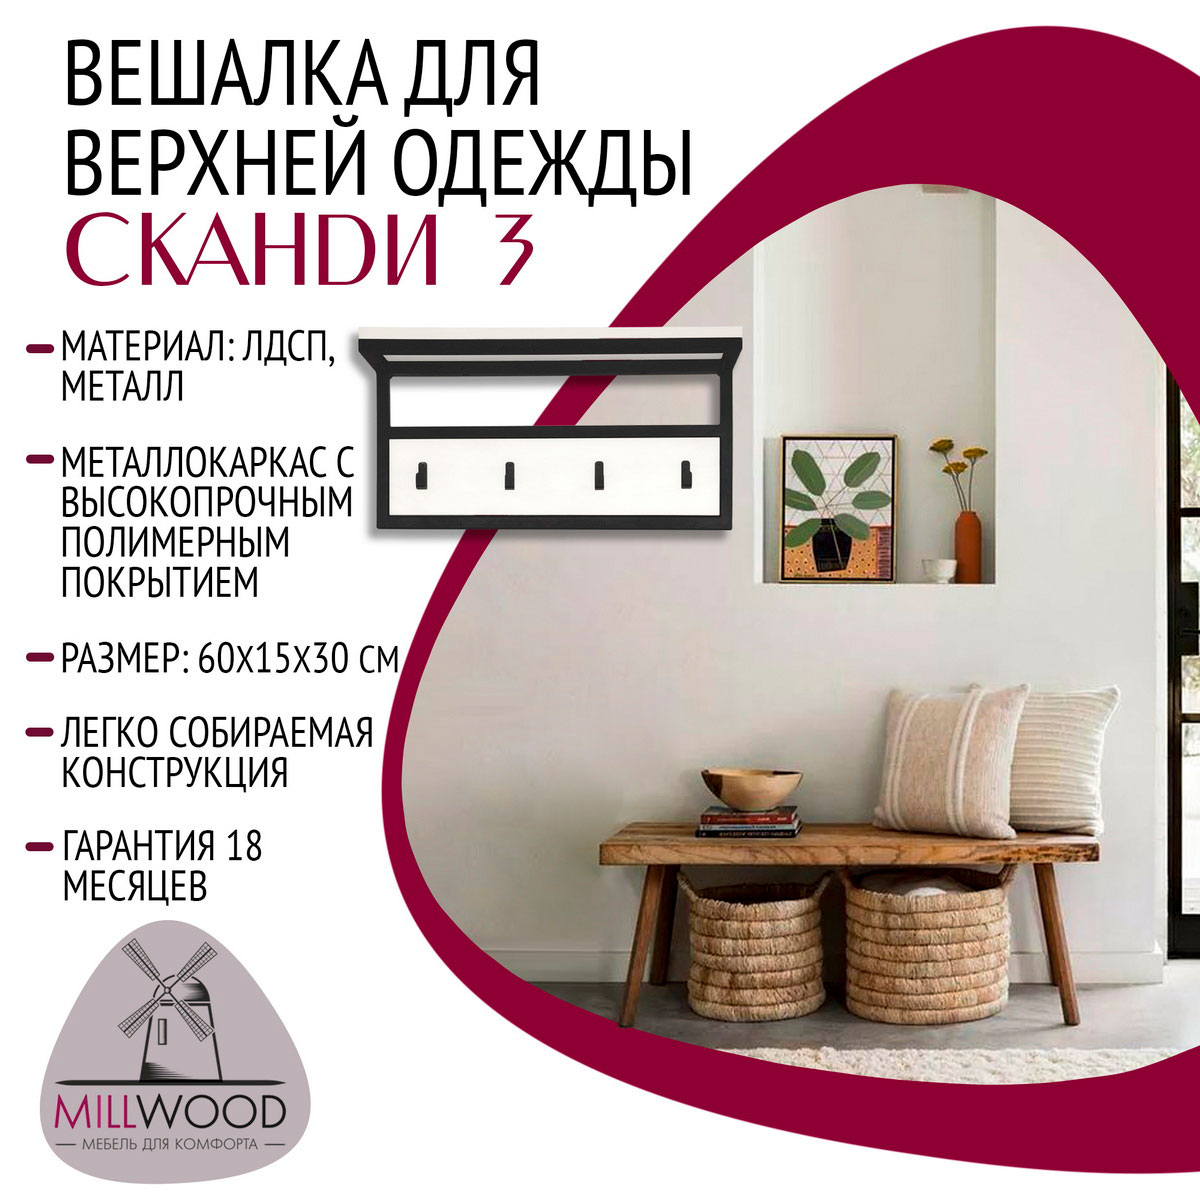 ВЕШАЛКА ДЛЯ
ВЕРХНЕЙ ОДЕЖДЫ
СКАНДИ 3
МАТЕРИАЛ: ЛДСП,
МЕТАЛЛ
МЕТАЛЛОКАРКАС С
ВЫСОКОПРОЧНЫМ
ПОЛИМЕРНЫМ
ПОКРЫТИЕМ
РАЗМЕР: 60Х15Х30 СМ
ЛЕГКО СОБИРАЕМАЯ
КОНСТРУКЦИЯ
ГАРАНТИЯ 18
МЕСЯЦЕВ
MILLWOOD
МЕБЕЛЬ ДЛЯ КОМФОРТА